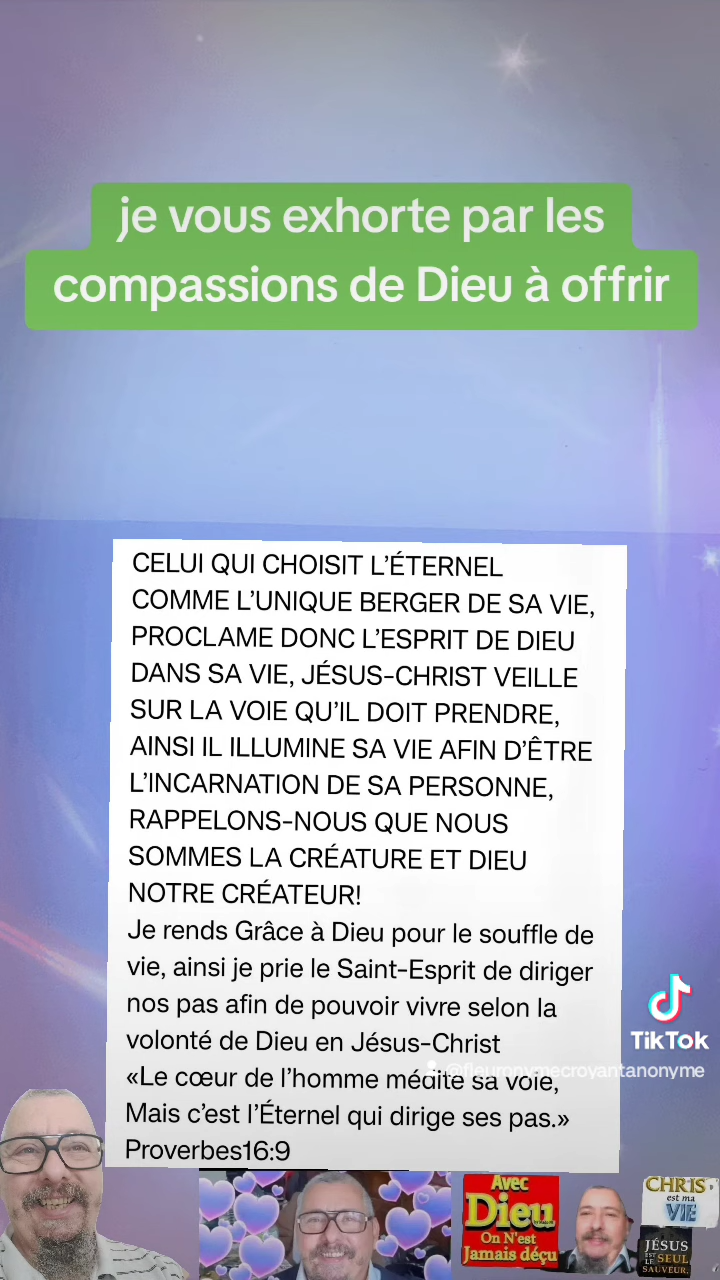 je vous exhorte par les
compassions de Dieu à offrir
CELUI QUI CHOISIT L'ÉTERNEL
COMME L'UNIQUE BERGER DE SA VIE,
PROCLAME DONC L'ESPRIT DE DIEU
DANS SA VIE, JÉSUS-CHRIST VEILLE
SUR LA VOIE QU'IL DOIT PRENDRE,
AINSI IL ILLUMINE SA VIE AFIN D'ÊTRE
L'INCARNATION DE SA PERSONNE,
RAPPELONS-NOUS QUE NOUS
SOMMES LA CRÉATURE ET DIEU
NOTRE CRÉATEUR!
Je rends Grâce à Dieu pour le souffle de
vie, ainsi je prie le Saint-Esprit de diriger
nos pas afin de pouvoir vivre selon la
volonté de Dieu en Jésus-Christ
«Le cœur de l'homme médite sa voie,
Mais c'est l'Éternel qui dirige ses pas.»
Proverbes16:9
TikTok
@fleuronymecroyantanonyme
Avec
Dieu
On N'est
Jamais déçu
CHRIS
est ma
VIE
JÉSUS
EST LE SEUL
SAUVEUR.